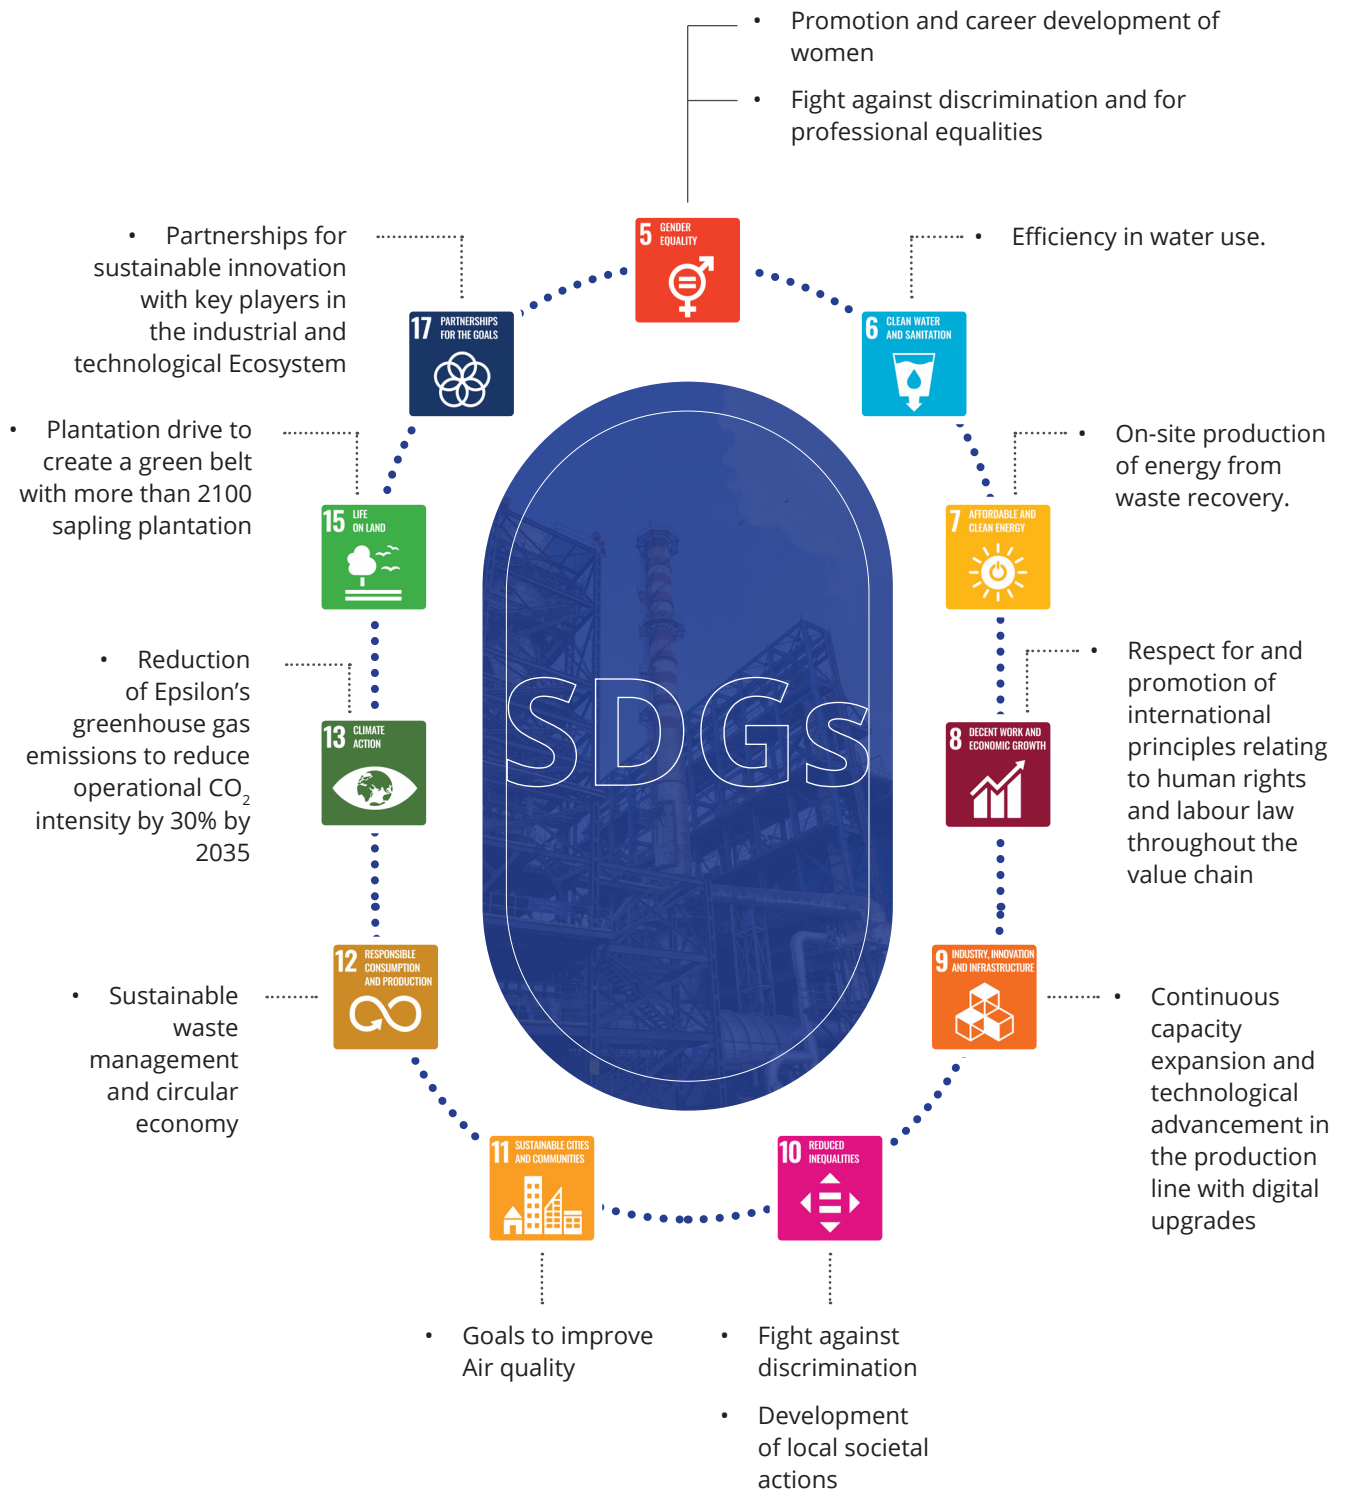 • Promotion and career development of
women
• Fight against discrimination and for
professional equalities
5 GENDER
EQUALITY
• Efficiency in water use.
6 CLEAN WATER
AND SANITATION
• On-site production
of energy from
waste recovery.
7 AFFORDABLE AND
CLEAN ENERGY
• Respect for and
promotion of
international
principles relating
to human rights
and labour law
throughout the
value chain
8 DECENT WORK AND
ECONOMIC GROWTH
9 INDUSTRY, INNOVATION
AND INFRASTRUCTURE
• Continuous
capacity
expansion and
technological
advancement in
the production
line with digital
upgrades
10 REDUCED
INEQUALITIES
• Fight against
discrimination
• Development
of local societal
actions
11 SUSTAINABLE CITIES
AND COMMUNITIES
• Goals to improve
Air quality
12 RESPONSIBLE
CONSUMPTION
AND PRODUCTION
• Sustainable
waste
management
and circular
economy
13 CLIMATE
ACTION
• Reduction
of Epsilon’s
greenhouse gas
emissions to reduce
operational CO₂
intensity by 30% by
2035
15 LIFE
ON LAND
• Plantation drive to
create a green belt
with more than 2100
sapling plantation
17 PARTNERSHIPS
FOR THE GOALS
• Partnerships for
sustainable innovation
with key players in
the industrial and
technological Ecosystem
SDGs